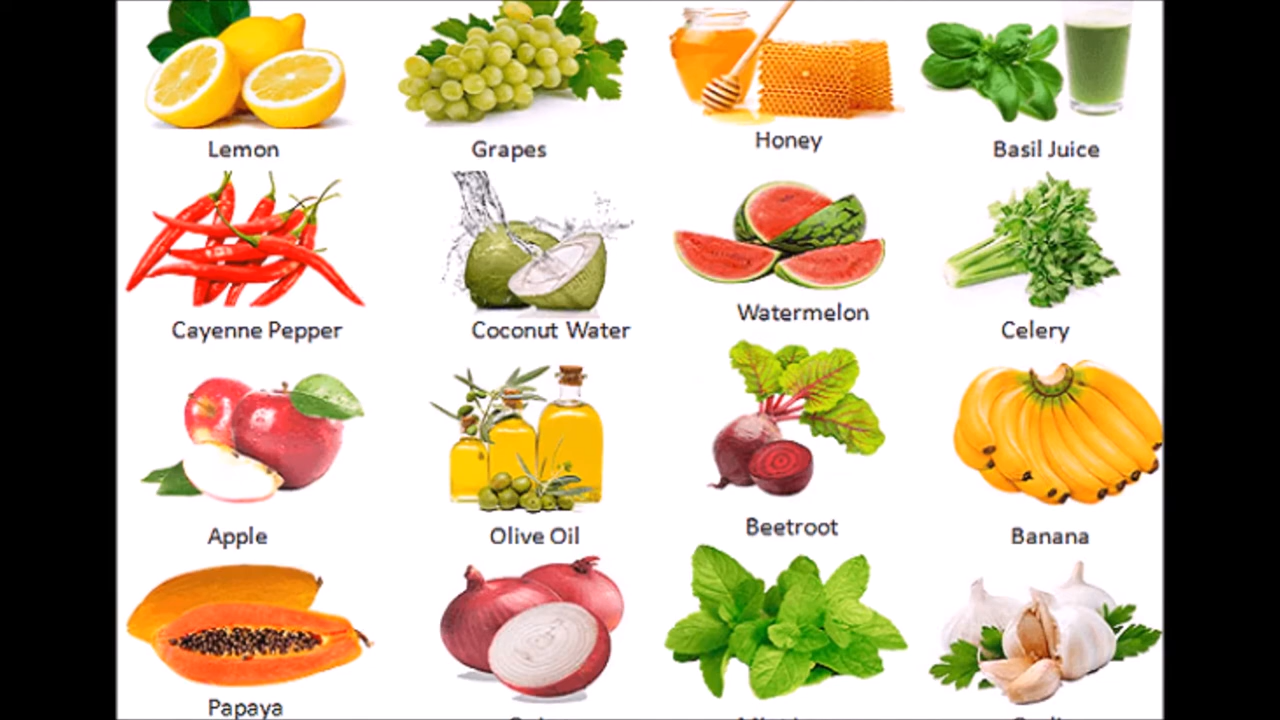 Lemon
Grapes
Honey
Basil Juice
Cayenne Pepper
Coconut Water
Watermelon
Celery
Apple
Olive Oil
Beetroot
Banana
Papaya